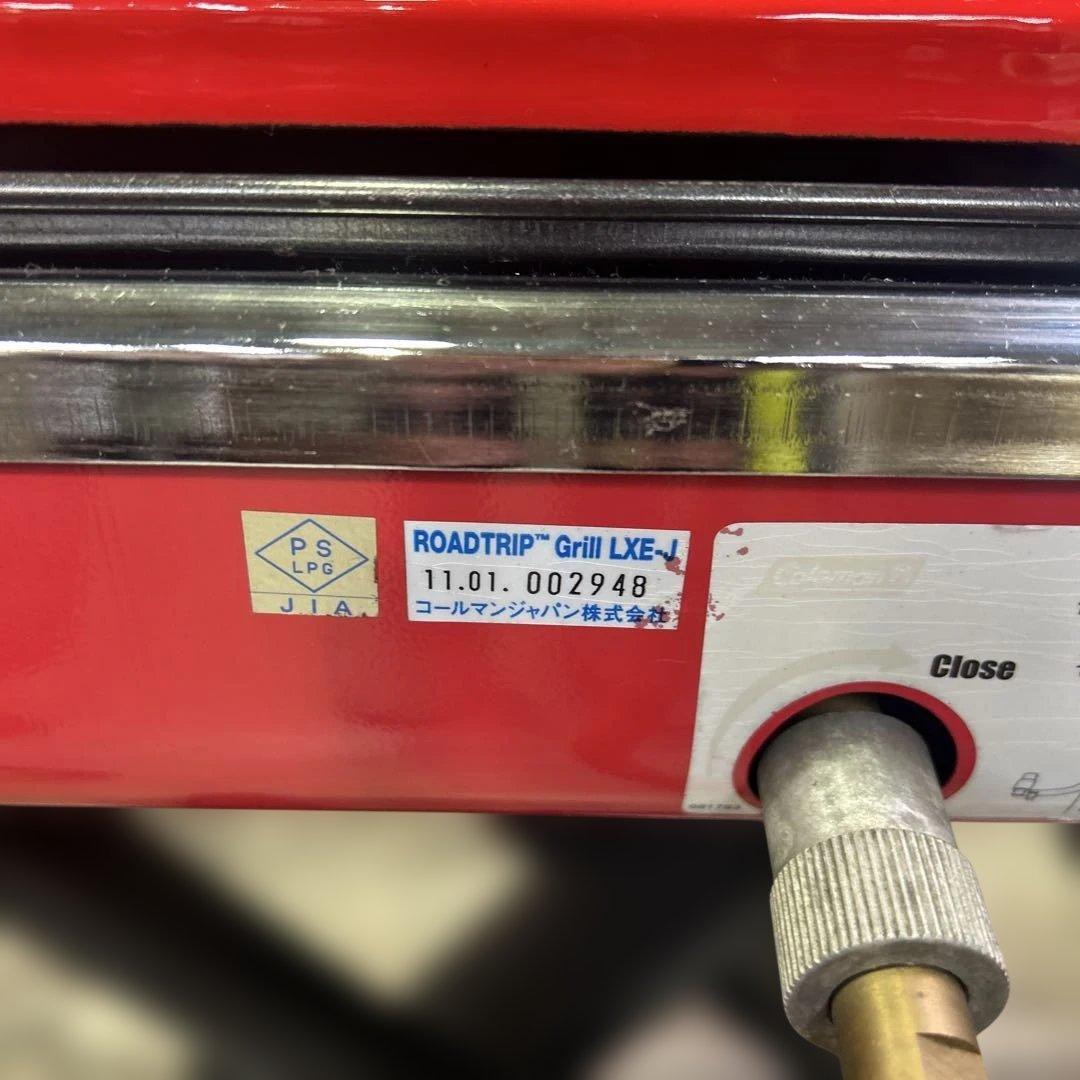 PS
LPG
JIA
ROADTRIP™ Grill LXE-J
11.01. 002948
コールマンジャパン株式会社
Coleman
Close